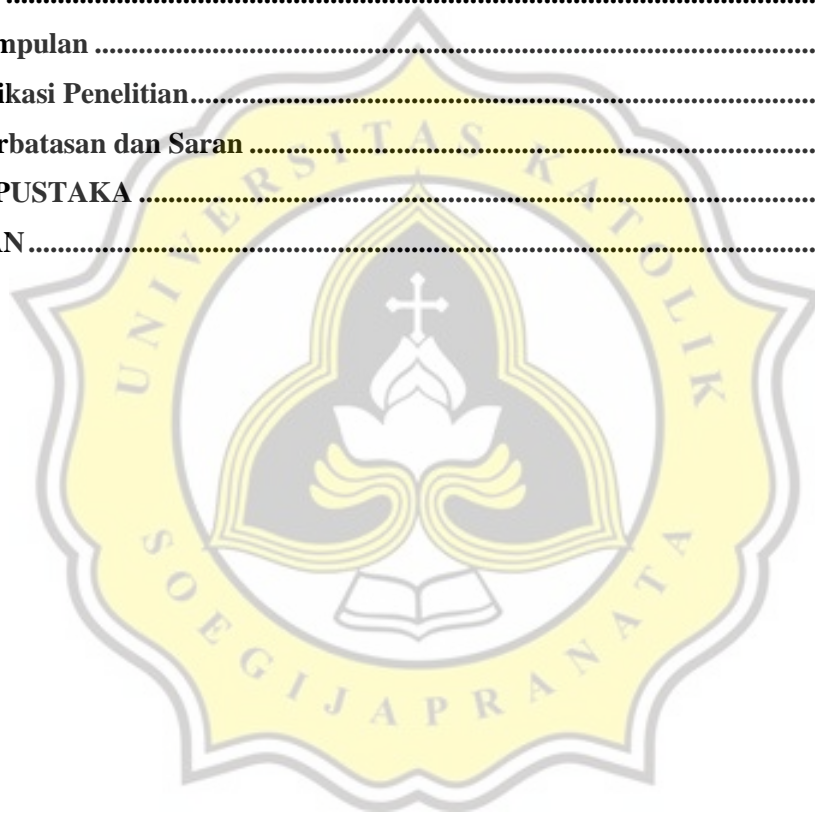 mpulan ........................................................................
ikasi Penelitian........................................................................
rbatasan dan Saran ........................................................................
PUSTAKA ........................................................................
AN........................................................................
UNIVERSITAS KATOLIK
SOEGIJAPRANATA